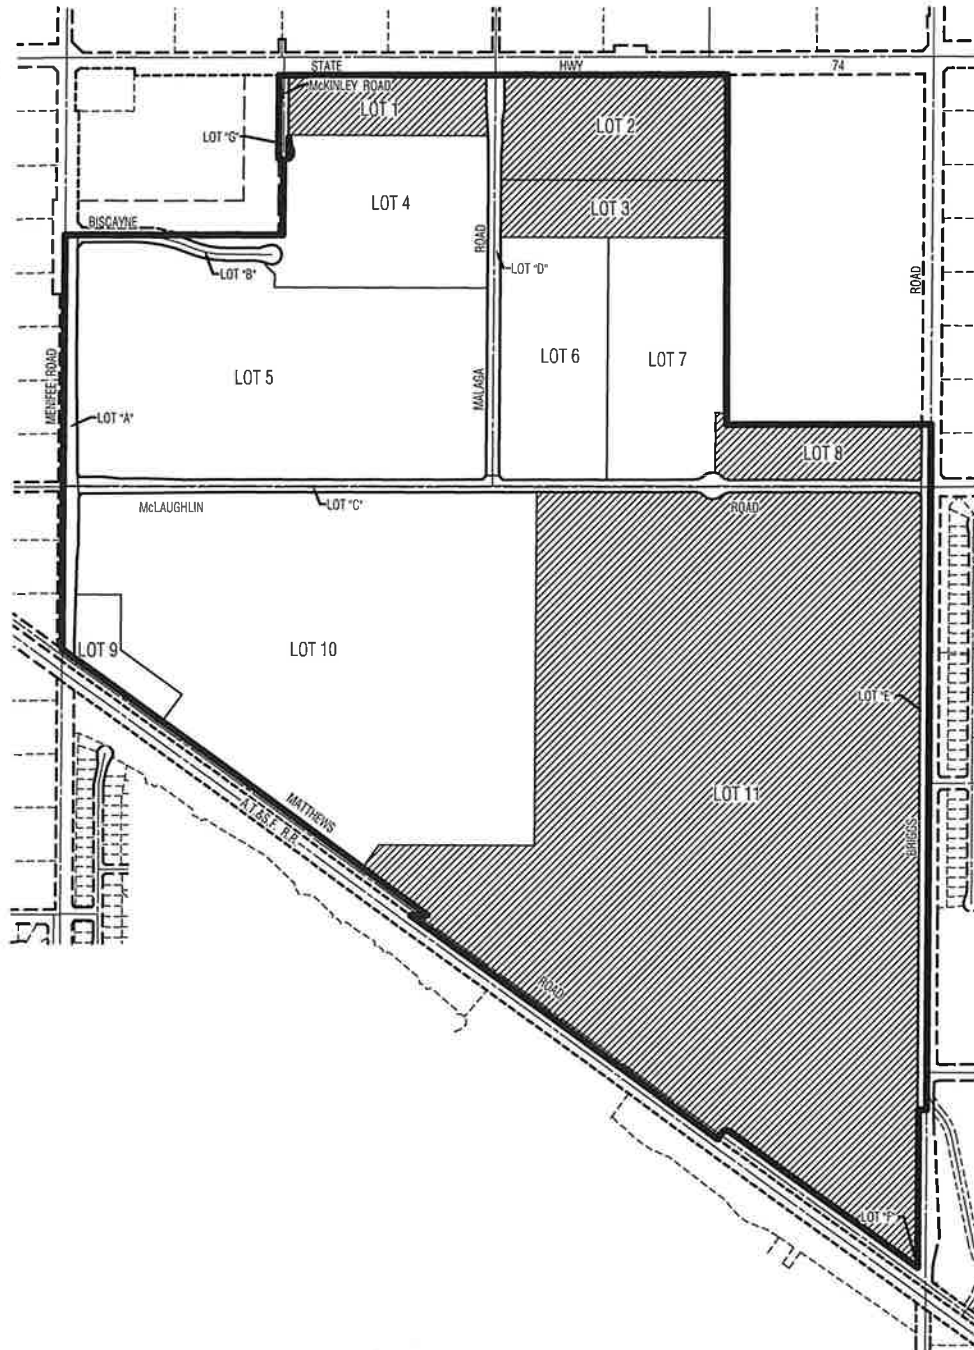 STATE HWY 74
McKINLEY ROAD
LOT 1
LOT 2
LOT "G"
LOT 4
LOT 3
BISCAYNE
ROAD
LOT "B"
LOT "D"
ROAD
MENIFEE ROAD
LOT 5
LOT 6
LOT 7
MALAGA
LOT "A"
LOT 8
McLAUGHLIN
LOT "C"
ROAD
LOT 9
LOT 10
LOT "E"
LOT 11
MATTHEWS
A.T.&S.F. R.R.
BRIGGS
ROAD
LOT "F"